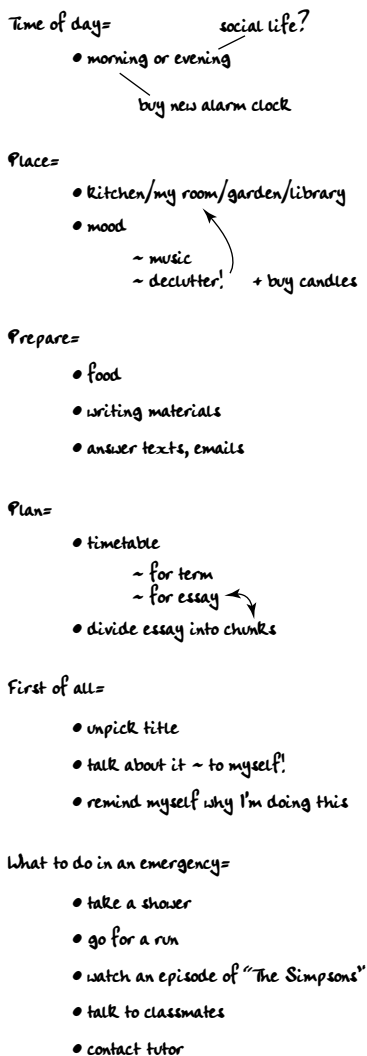 Time of day=
social life?
• morning or evening
buy new alarm clock
Place=
• kitchen/my room/garden/library
• mood
~ music
~ declutter! + buy candles
Prepare=
• food
• writing materials
• answer texts, emails
Plan=
• timetable
~ for term
~ for essay
• divide essay into chunks
First of all=
• unpick title
• talk about it ~ to myself!
• remind myself why I'm doing this
What to do in an emergency=
• take a shower
• go for a run
• watch an episode of "The Simpsons"
• talk to classmates
• contact tutor